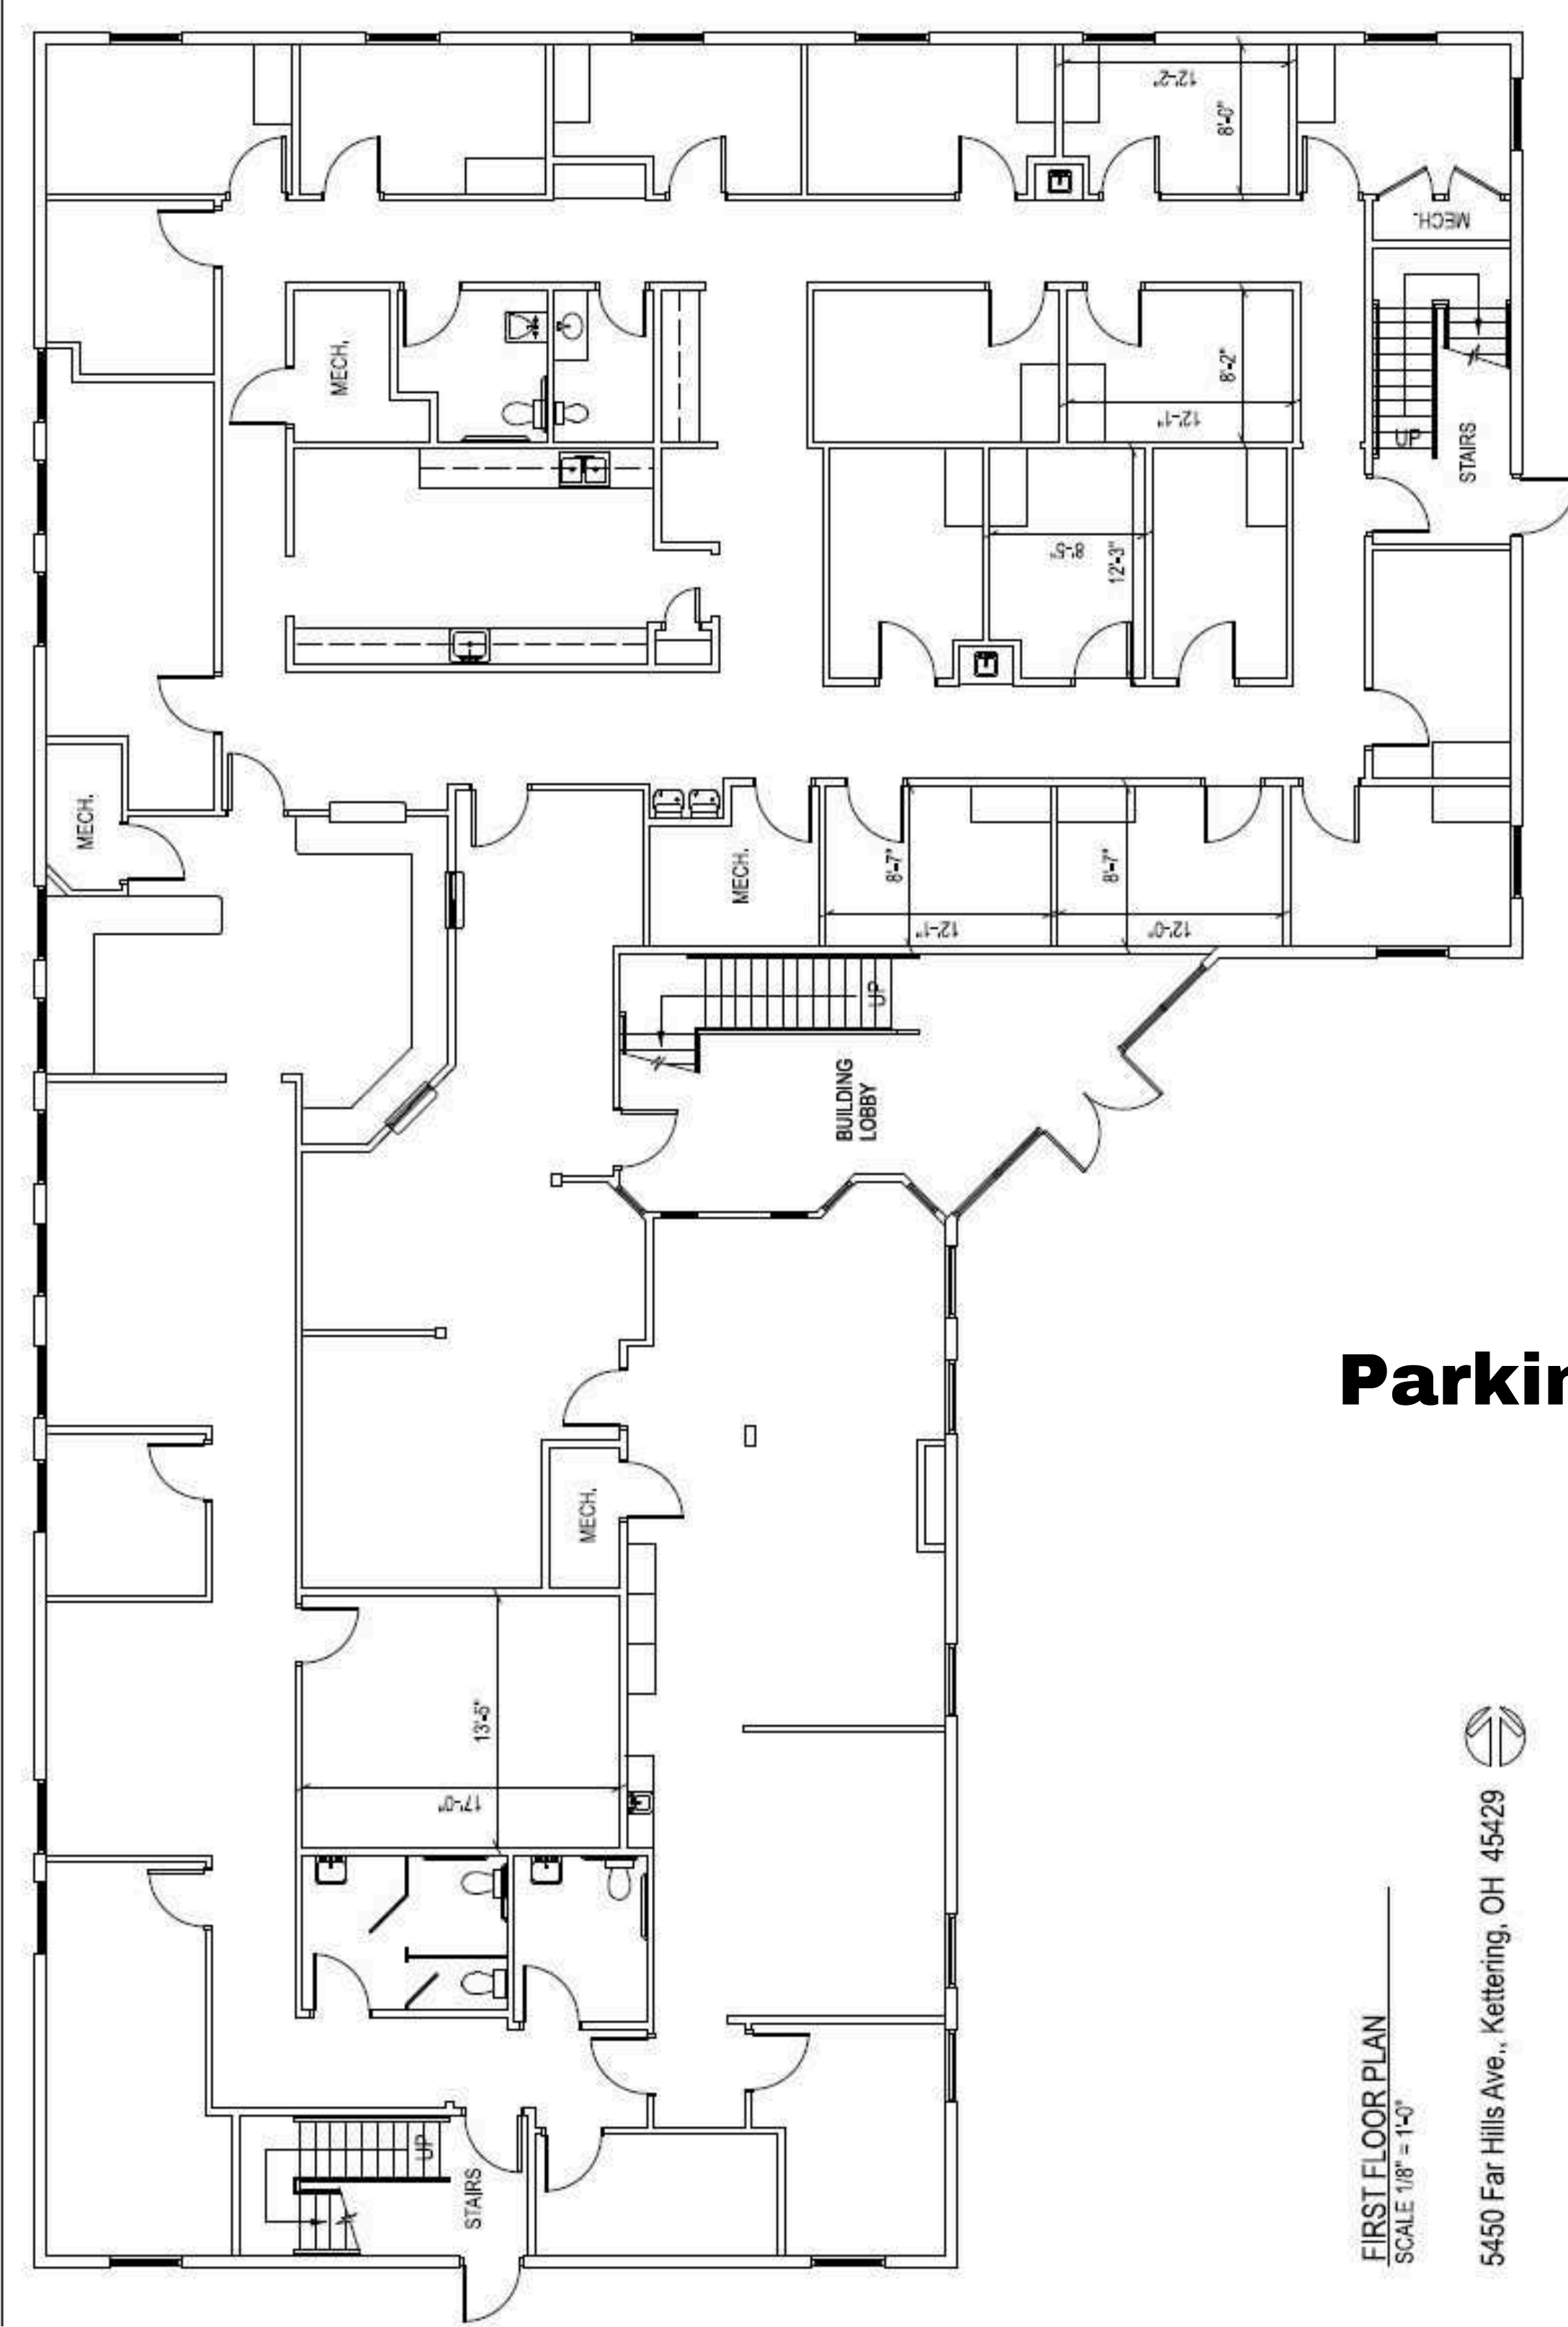 12'-2"
8'-0"
MECH.
MECH.
8'-2"
12'-1"
UP
STAIRS
8'-5"
12'-3"
MECH.
MECH.
8'-7"
8'-7"
12'-1"
12'-0"
UP
BUILDING
LOBBY
Parkin
MECH.
13'-5"
17'-0"
UP
STAIRS
FIRST FLOOR PLAN
SCALE 1/8" = 1'-0"
5450 Far Hills Ave., Kettering, OH 45429